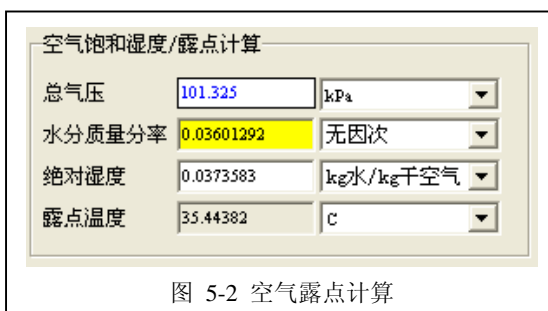 空气饱和湿度/露点计算
总气压 101.325 kPa
水分质量分率 0.03601292 无因次
绝对湿度 0.0373583 kg水/kg干空气
露点温度 35.44382 C
图 5-2 空气露点计算